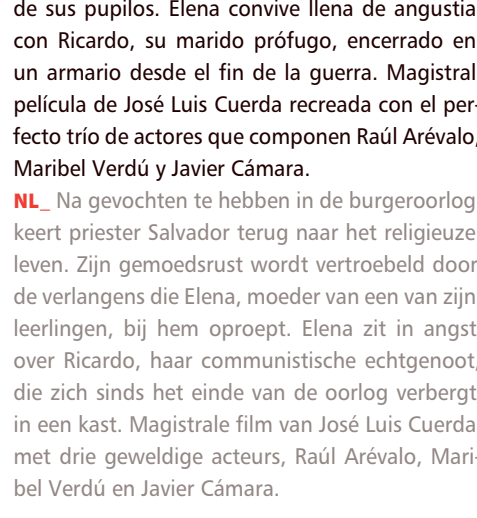 de sus pupilos. Elena convive llena de angustia
con Ricardo, su marido prófugo, encerrado en
un armario desde el fin de la guerra. Magistral
película de José Luis Cuerda recreada con el per-
fecto trío de actores que componen Raúl Arévalo,
Maribel Verdú y Javier Cámara.
NL_ Na gevochten te hebben in de burgeroorlog
keert priester Salvador terug naar het religieuze
leven. Zijn gemoedsrust wordt vertroebeld door
de verlangens die Elena, moeder van een van zijn
leerlingen, bij hem oproept. Elena zit in angst
over Ricardo, haar communistische echtgenoot,
die zich sinds het einde van de oorlog verbergt
in een kast. Magistrale film van José Luis Cuerda
met drie geweldige acteurs, Raúl Arévalo, Mari-
bel Verdú en Javier Cámara.